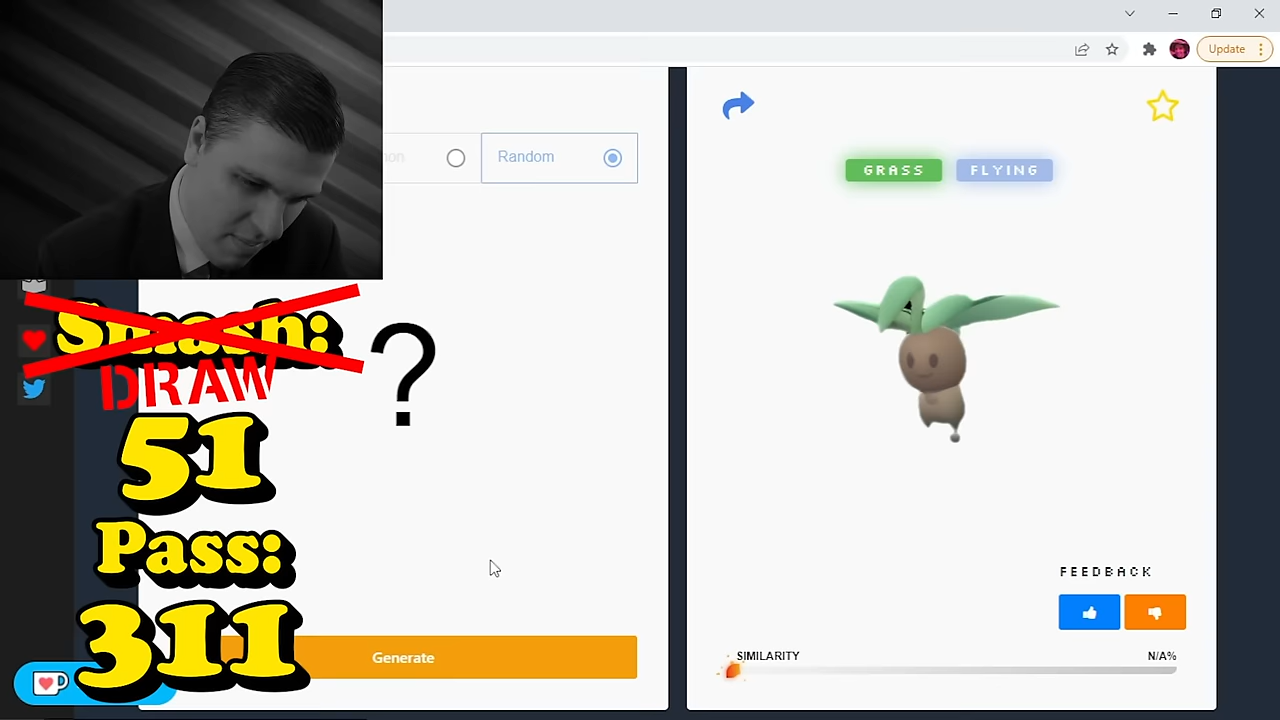 Update
Random
GRASS
FLYING
Smash:
DRAW
?
51
Pass:
311
Generate
FEEDBACK
SIMILARITY
N/A%